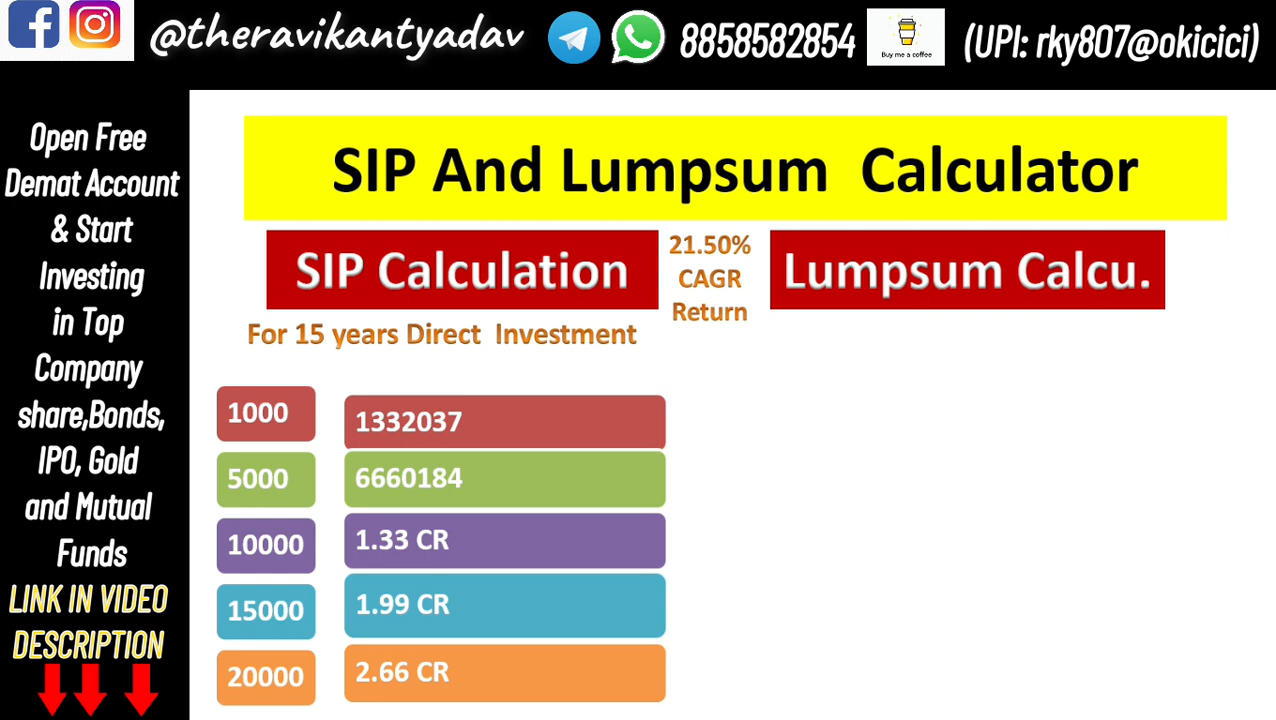 @theravikantyadav
8858582854
Buy me a coffee
(UPI: rky807@okicici)
Open Free
Demat Account
& Start
Investing
in Top
Company
share,Bonds,
IPO, Gold
and Mutual
Funds
LINK IN VIDEO
DESCRIPTION
SIP And Lumpsum Calculator
SIP Calculation
21.50%
CAGR
Return
Lumpsum Calcu.
For 15 years Direct Investment
1000 1332037
5000 6660184
10000 1.33 CR
15000 1.99 CR
20000 2.66 CR